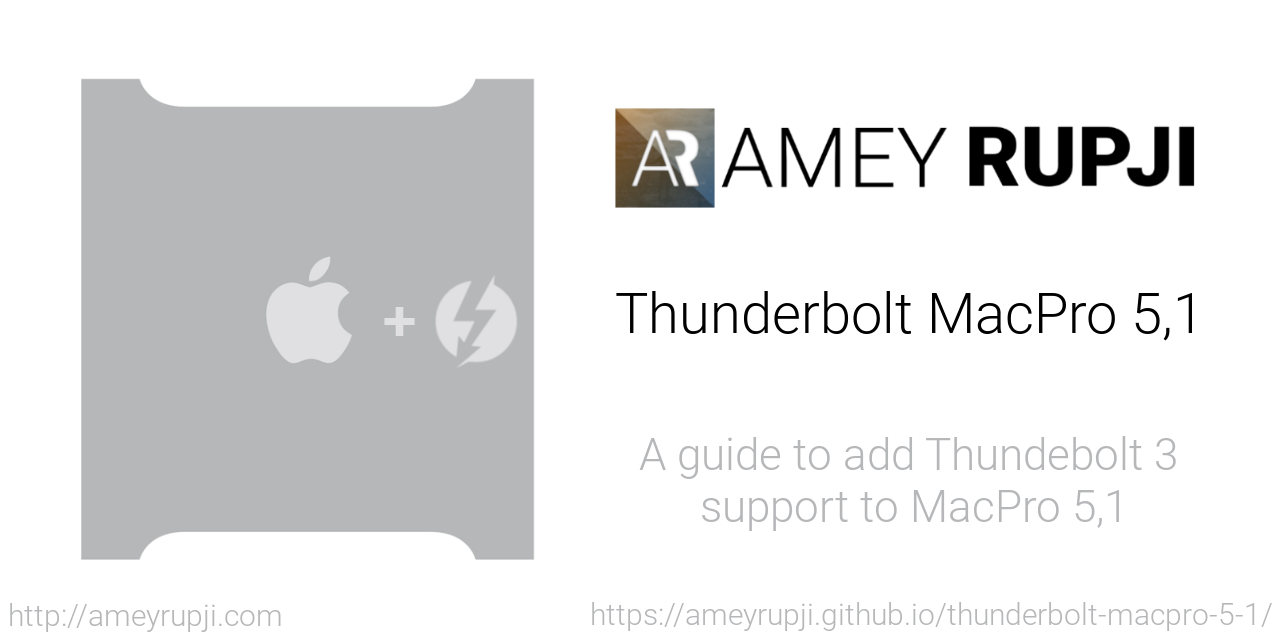 AR AMEY RUPJI
Thunderbolt MacPro 5,1
A guide to add Thundebolt 3
support to MacPro 5,1
http://ameyrupji.com
https://ameyrupji.github.io/thunderbolt-macpro-5-1/